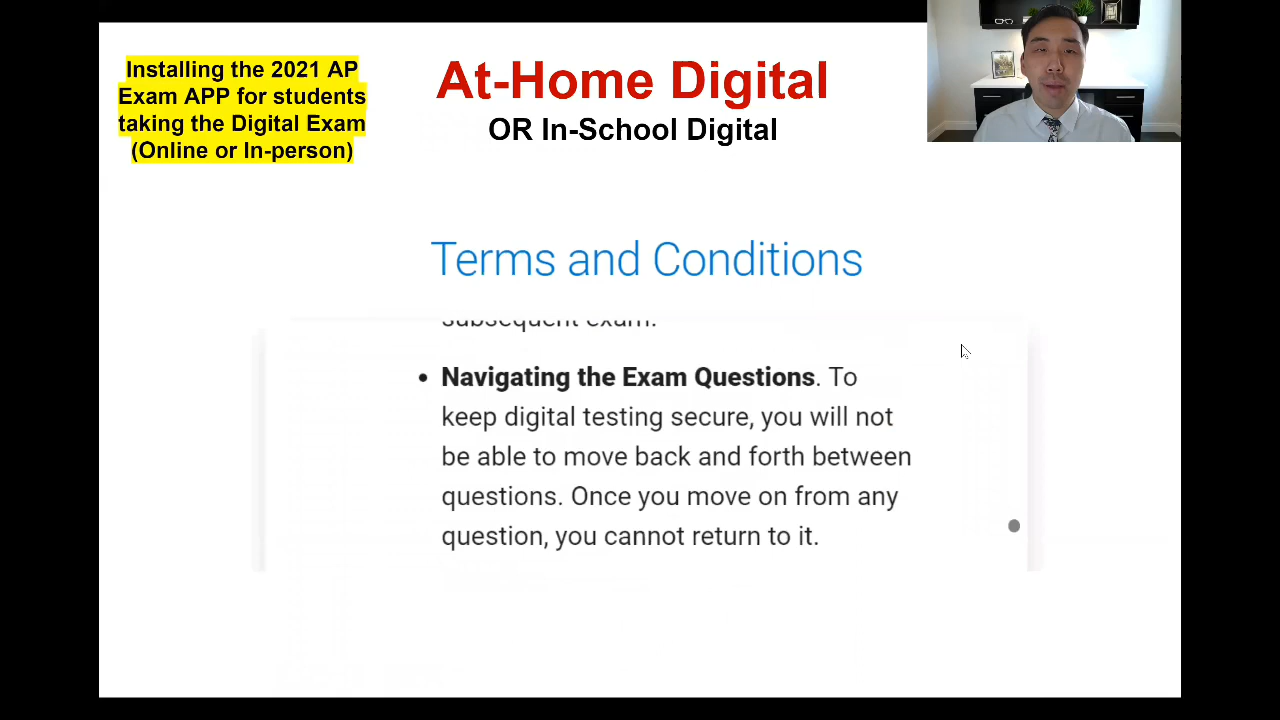 Installing the 2021 AP
Exam APP for students
taking the Digital Exam
(Online or In-person)
At-Home Digital
OR In-School Digital
Terms and Conditions
subsequent exam.
• Navigating the Exam Questions. To
keep digital testing secure, you will not
be able to move back and forth between
questions. Once you move on from any
question, you cannot return to it.